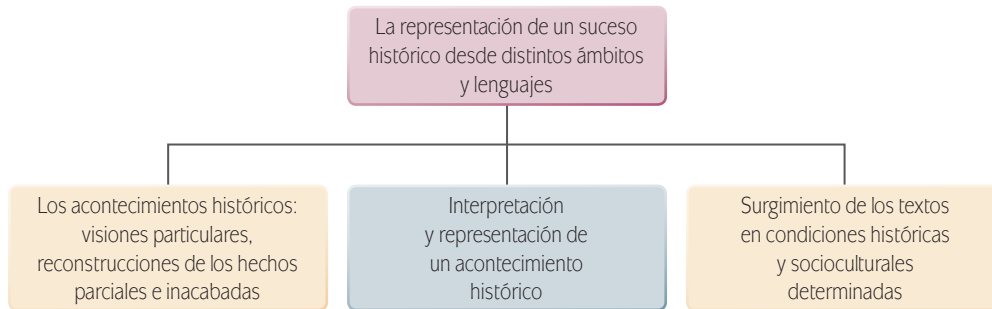 La representación de un suceso
histórico desde distintos ámbitos
y lenguajes
Los acontecimientos históricos:
visiones particulares,
reconstrucciones de los hechos
parciales e inacabadas
Interpretación
y representación de
un acontecimiento
histórico
Surgimiento de los textos
en condiciones históricas
y socioculturales
determinadas